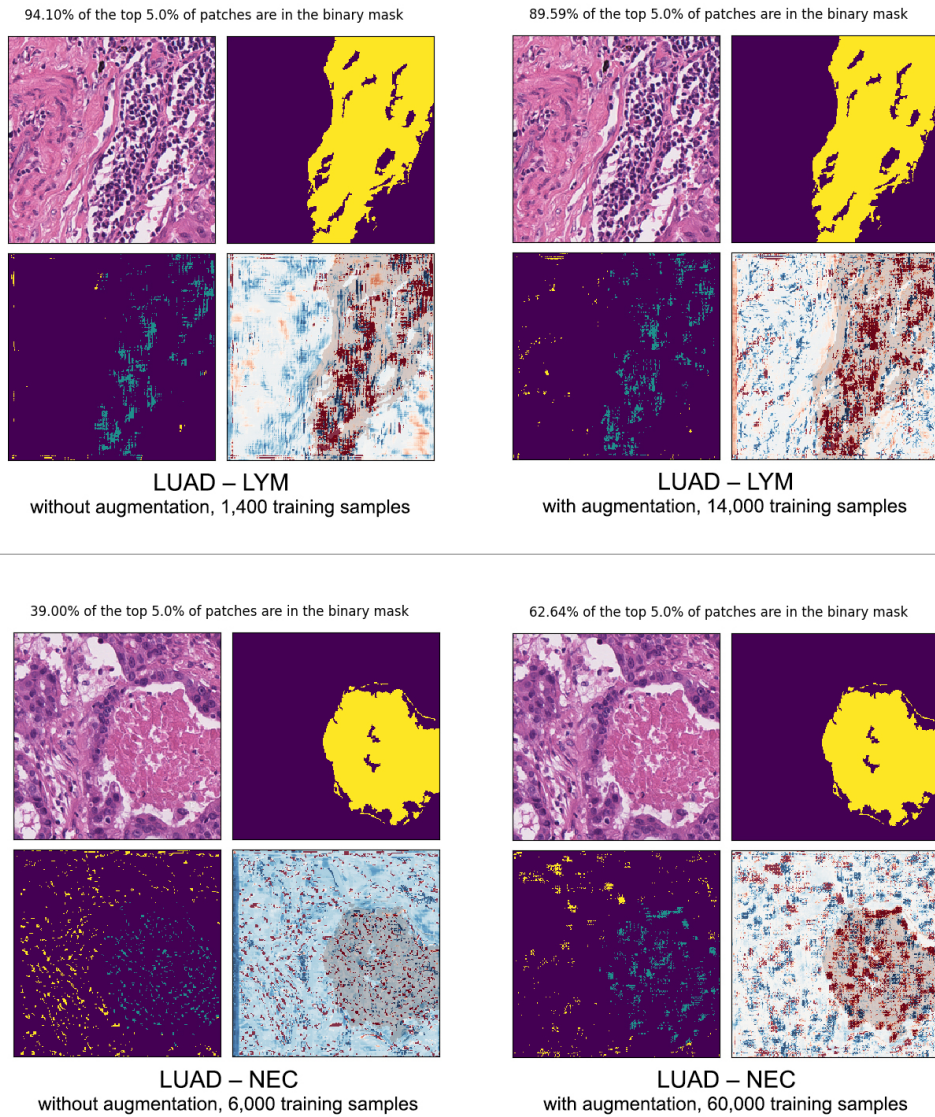 94.10% of the top 5.0% of patches are in the binary mask
89.59% of the top 5.0% of patches are in the binary mask
LUAD – LYM
without augmentation, 1,400 training samples
LUAD – LYM
with augmentation, 14,000 training samples
39.00% of the top 5.0% of patches are in the binary mask
62.64% of the top 5.0% of patches are in the binary mask
LUAD – NEC
without augmentation, 6,000 training samples
LUAD – NEC
with augmentation, 60,000 training samples